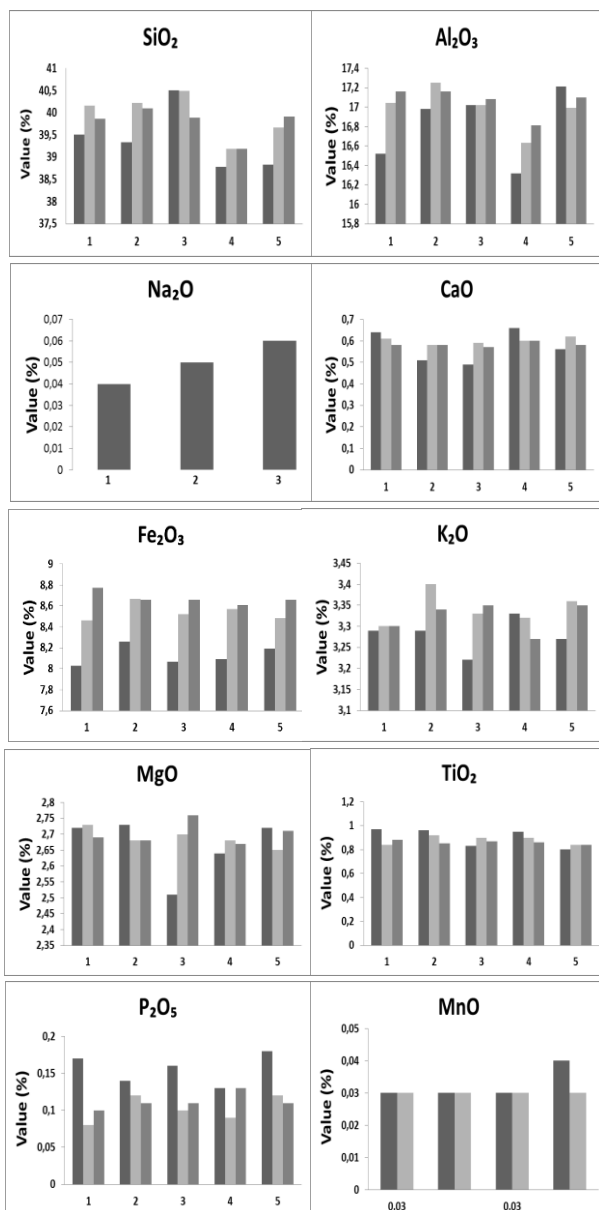 SiO₂
Value (%)
41
40,5
40
39,5
39
38,5
38
37,5
1 2 3 4 5
Al₂O₃
Value (%)
17,4
17,2
17
16,8
16,6
16,4
16,2
16
15,8
1 2 3 4 5
Na₂O
Value (%)
0,07
0,06
0,05
0,04
0,03
0,02
0,01
0
1 2 3
CaO
Value (%)
0,7
0,6
0,5
0,4
0,3
0,2
0,1
0
1 2 3 4 5
Fe₂O₃
Value (%)
9
8,8
8,6
8,4
8,2
8
7,8
7,6
1 2 3 4 5
K₂O
Value (%)
3,45
3,4
3,35
3,3
3,25
3,2
3,15
3,1
1 2 3 4 5
MgO
Value (%)
2,8
2,75
2,7
2,65
2,6
2,55
2,5
2,45
2,4
2,35
1 2 3 4 5
TiO₂
Value (%)
1,2
1
0,8
0,6
0,4
0,2
0
1 2 3 4 5
P₂O₅
Value (%)
0,2
0,15
0,1
0,05
0
1 2 3 4 5
MnO
Value (%)
0,05
0,04
0,03
0,02
0,01
0
0,03 0,03